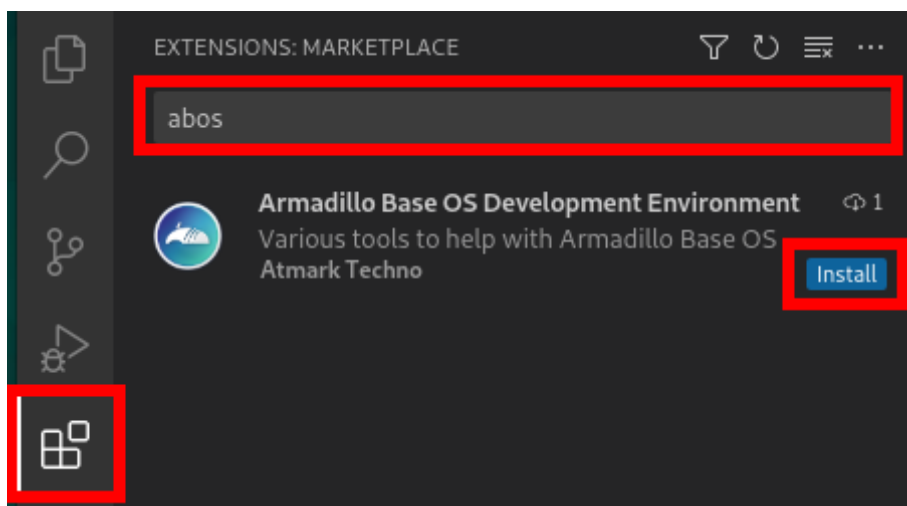 EXTENSIONS: MARKETPLACE
abos
Armadillo Base OS Development Environment 1
Various tools to help with Armadillo Base OS
Atmark Techno
Install